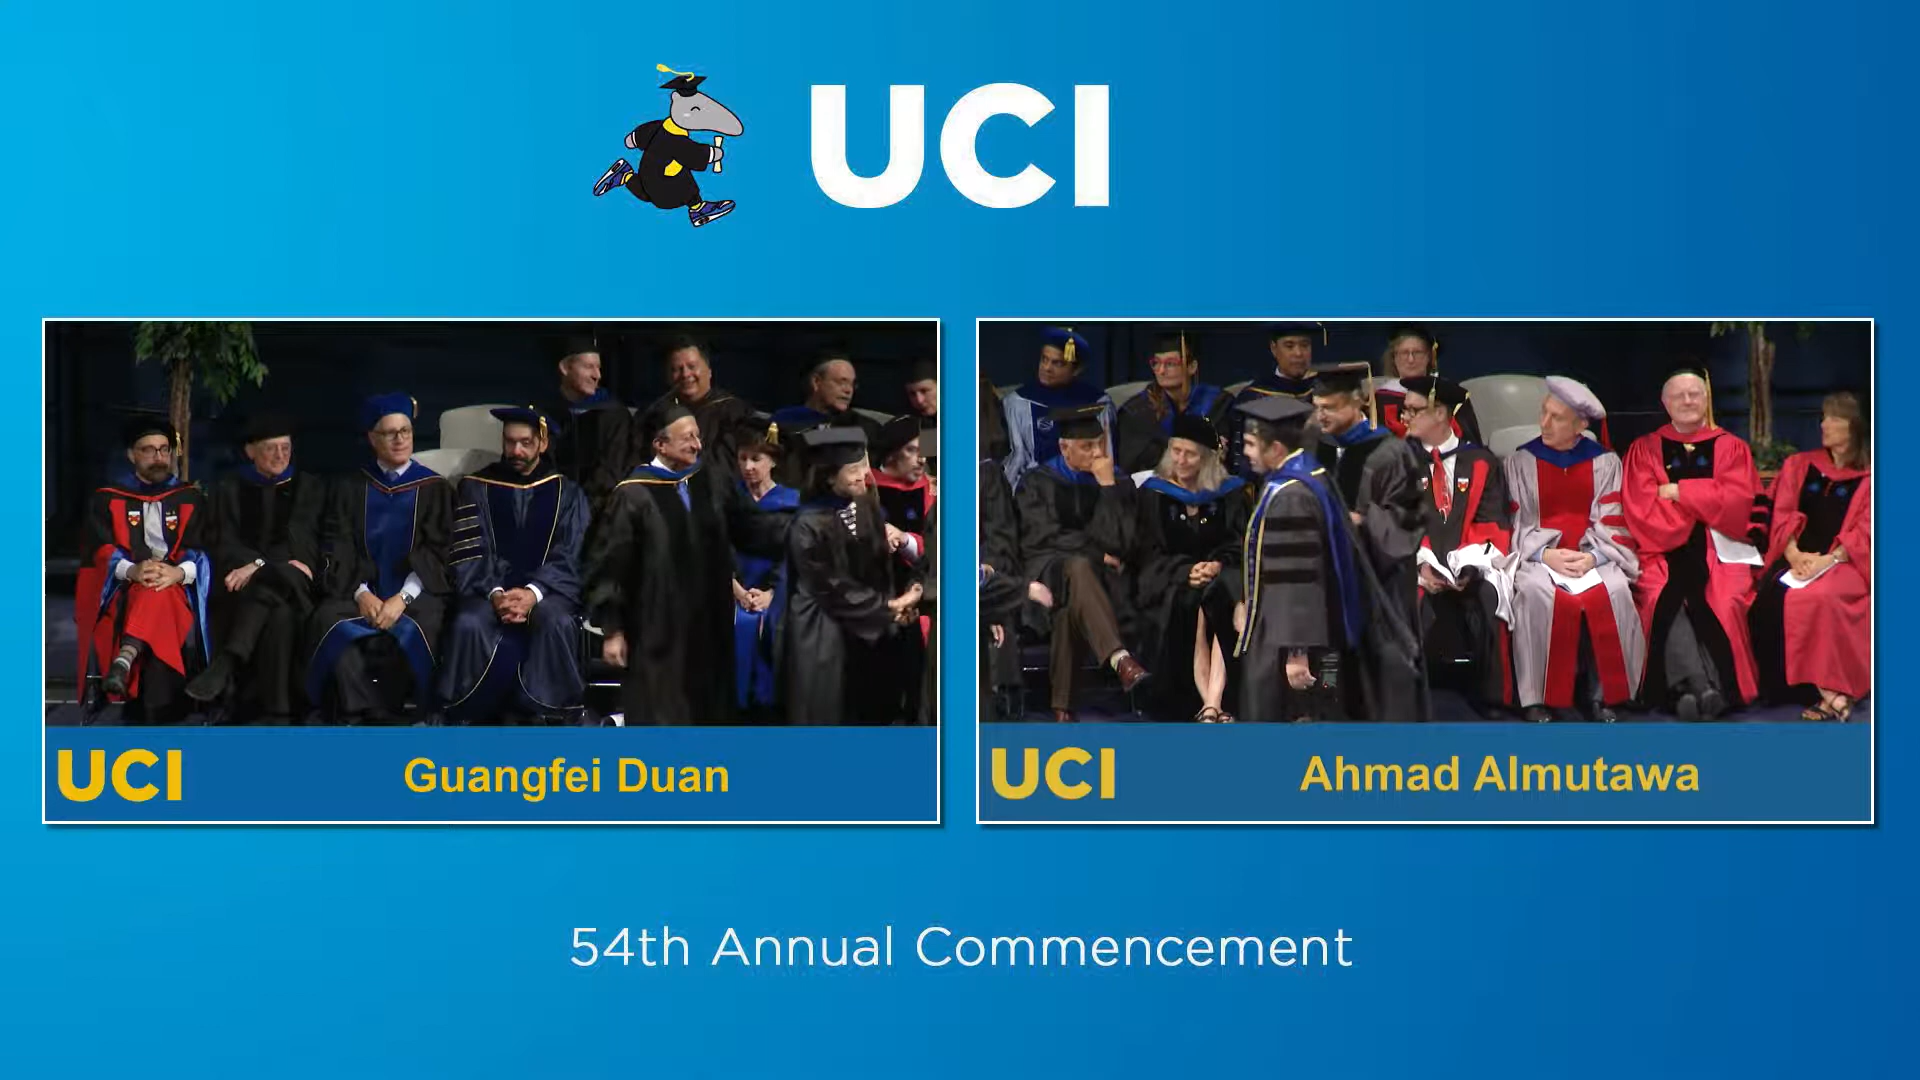 UCI
UCI
Guangfei Duan
UCI
Ahmad Almutawa
54th Annual Commencement